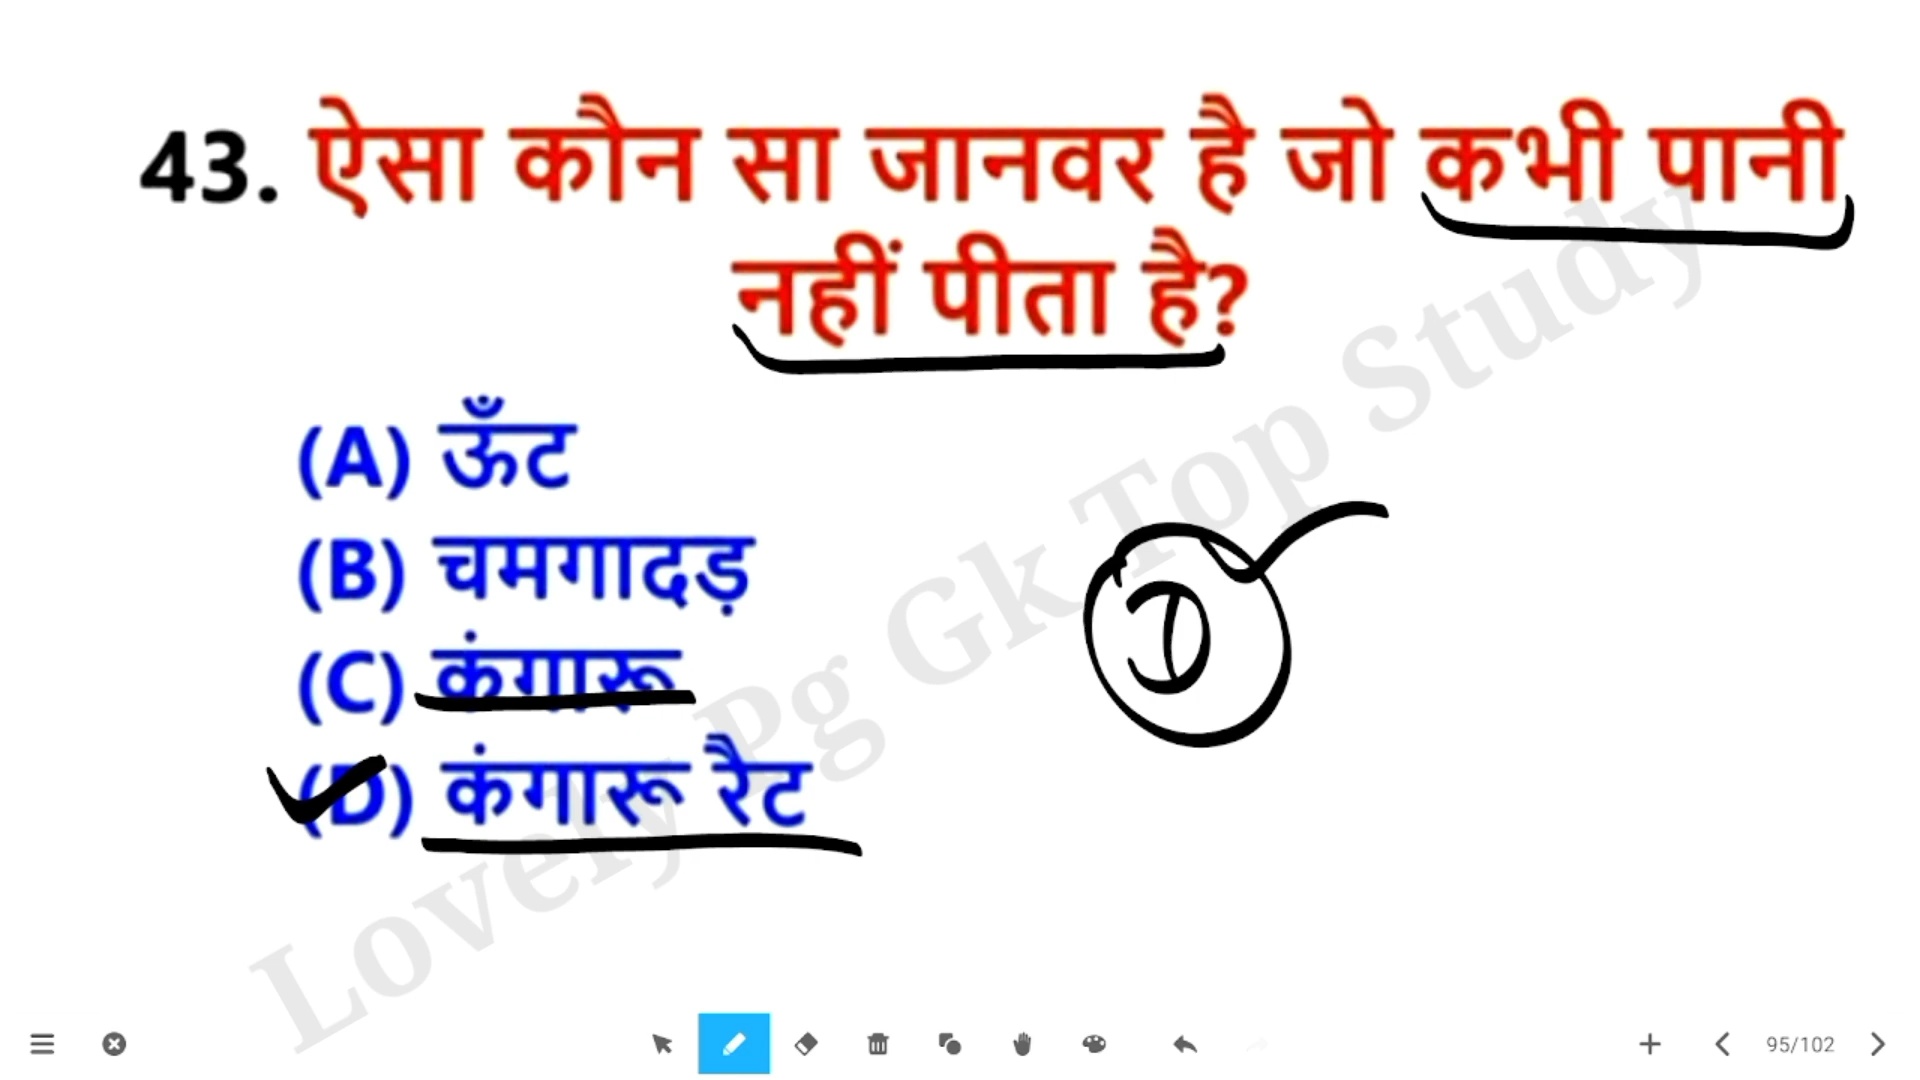 43. ऐसा कौन सा जानवर है जो कभी पानी
नहीं पीता है?
(A) ऊँट
(B) चमगादड़
(C) कंगारू
(D) कंगारू रैट
D
Lovely Pg Gk Top Study
95/102